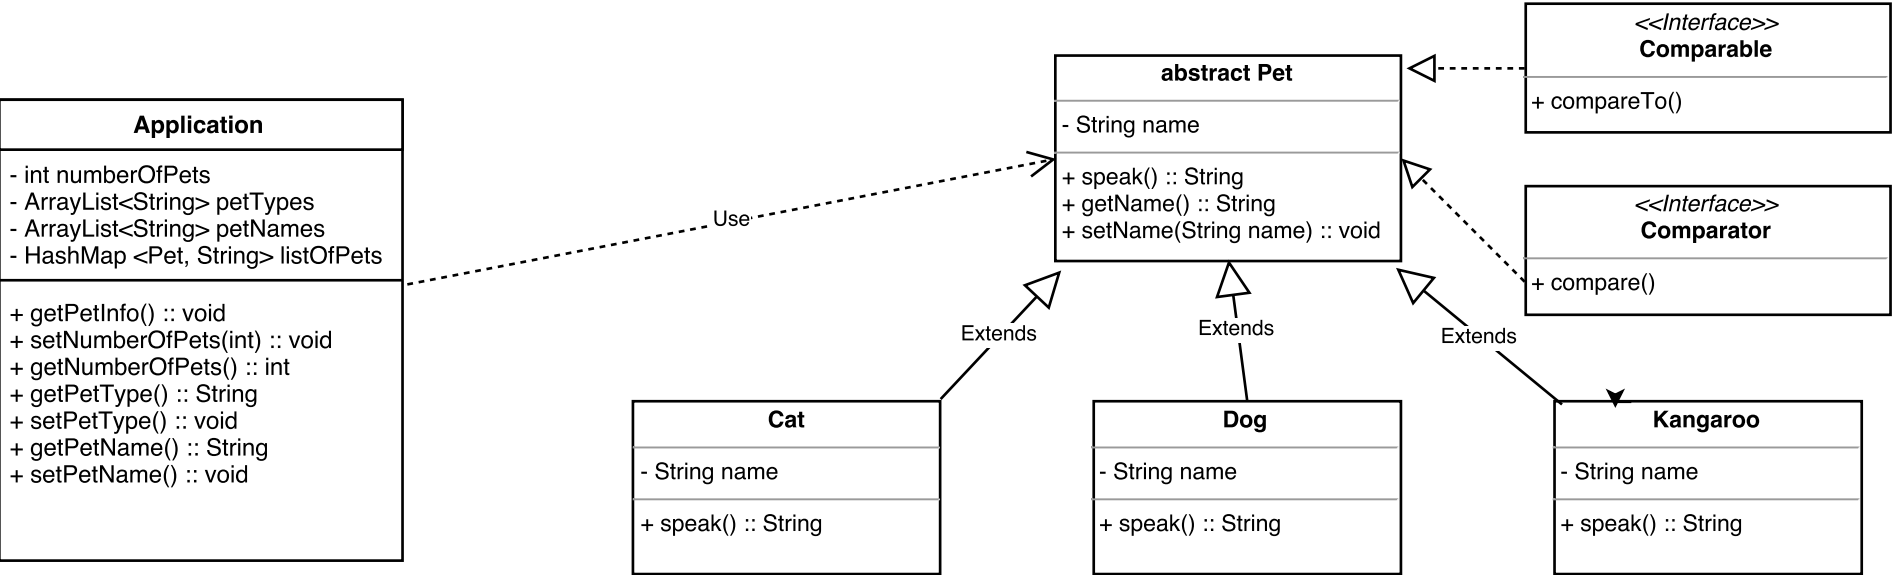 Application
- int numberOfPets
- ArrayList<String> petTypes
- ArrayList<String> petNames
- HashMap <Pet, String> listOfPets
+ getPetInfo() :: void
+ setNumberOfPets(int) :: void
+ getNumberOfPets() :: int
+ getPetType() :: String
+ setPetType() :: void
+ getPetName() :: String
+ setPetName() :: void
Use
abstract Pet
- String name
+ speak() :: String
+ getName() :: String
+ setName(String name) :: void
<<Interface>>
Comparable
+ compareTo()
<<Interface>>
Comparator
+ compare()
Extends
Extends
Extends
Cat
- String name
+ speak() :: String
Dog
- String name
+ speak() :: String
Kangaroo
- String name
+ speak() :: String